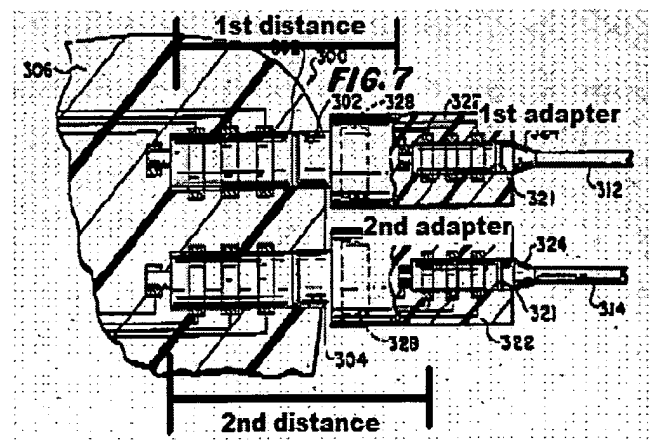 1st distance
306
300
FIG. 7
302
328
1st adapter
312
321
2nd adapter
324
314
321
322
328
304
2nd distance